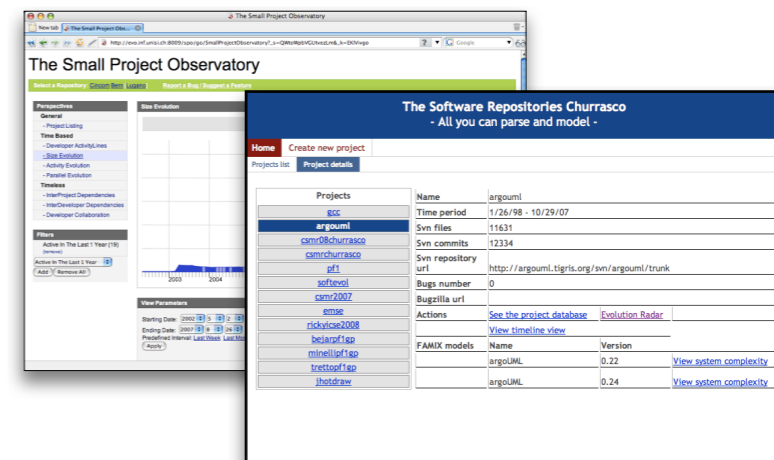 The Small Project Observatory
New tab
The Small Project Obs...
http://evo.inf.unisi.ch:8009/spo/go/SmallProjectObservatory?
Google
The Small Project Observatory
Select a Repository: Cincom Bern Lugano Report a Bug / Suggest a Feature
Perspectives
General
- Project Listing
Time Based
- Developer ActivityLines
- Size Evolution
- Activity Evolution
- Parallel Evolution
Timeless
- InterProject Dependencies
- InterDeveloper Dependencies
- Developer Collaboration
Filters
Active In The Last 1 Year (19)
(remove)
Active In The Last 1 Year
Add Remove All
Size Evolution
2003 2004
View Parameters
Starting Date: 2002 5 2
Ending Date: 2007 8 26
Predefined Interval: Last Week Last Mo
Apply
The Software Repositories Churrasco
- All you can parse and model -
Home Create new project
Projects list Project details
Projects
gcc
argouml
csmr08churrasco
csmrchurrasco
pf1
softevol
csmr2007
emse
rickyicse2008
bejarpf1gp
minellipf1gp
trettopf1gp
jhotdraw
Name argouml
Time period 1/26/98 - 10/29/07
Svn files 11631
Svn commits 12334
Svn repository
url http://argouml.tigris.org/svn/argouml/trunk
Bugs number 0
Bugzilla url
Actions See the project database Evolution Radar
View timeline view
FAMIX models Name Version
argoUML 0.22 View system complexity
argoUML 0.24 View system complexity